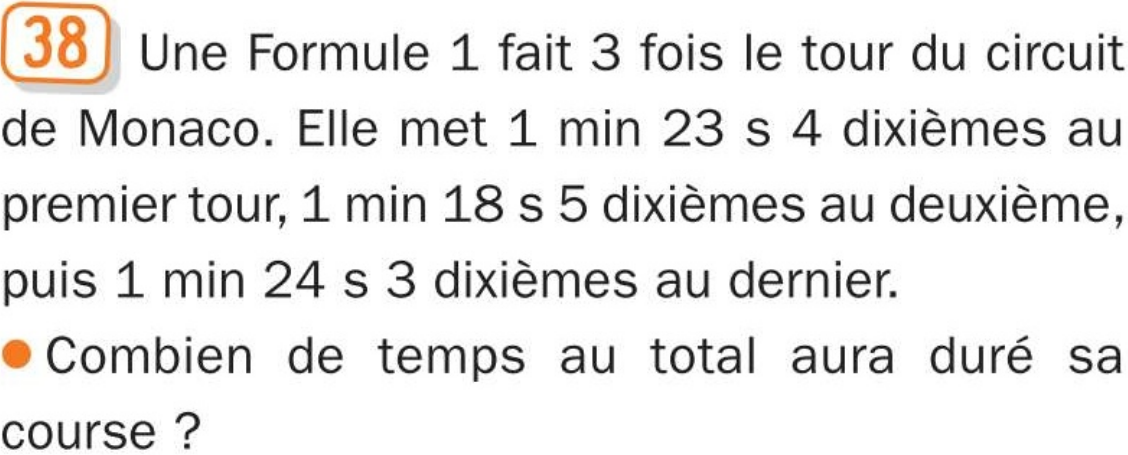 38 Une Formule 1 fait 3 fois le tour du circuit
de Monaco. Elle met 1 min 23 s 4 dixièmes au
premier tour, 1 min 18 s 5 dixièmes au deuxième,
puis 1 min 24 s 3 dixièmes au dernier.
● Combien de temps au total aura duré sa
course ?